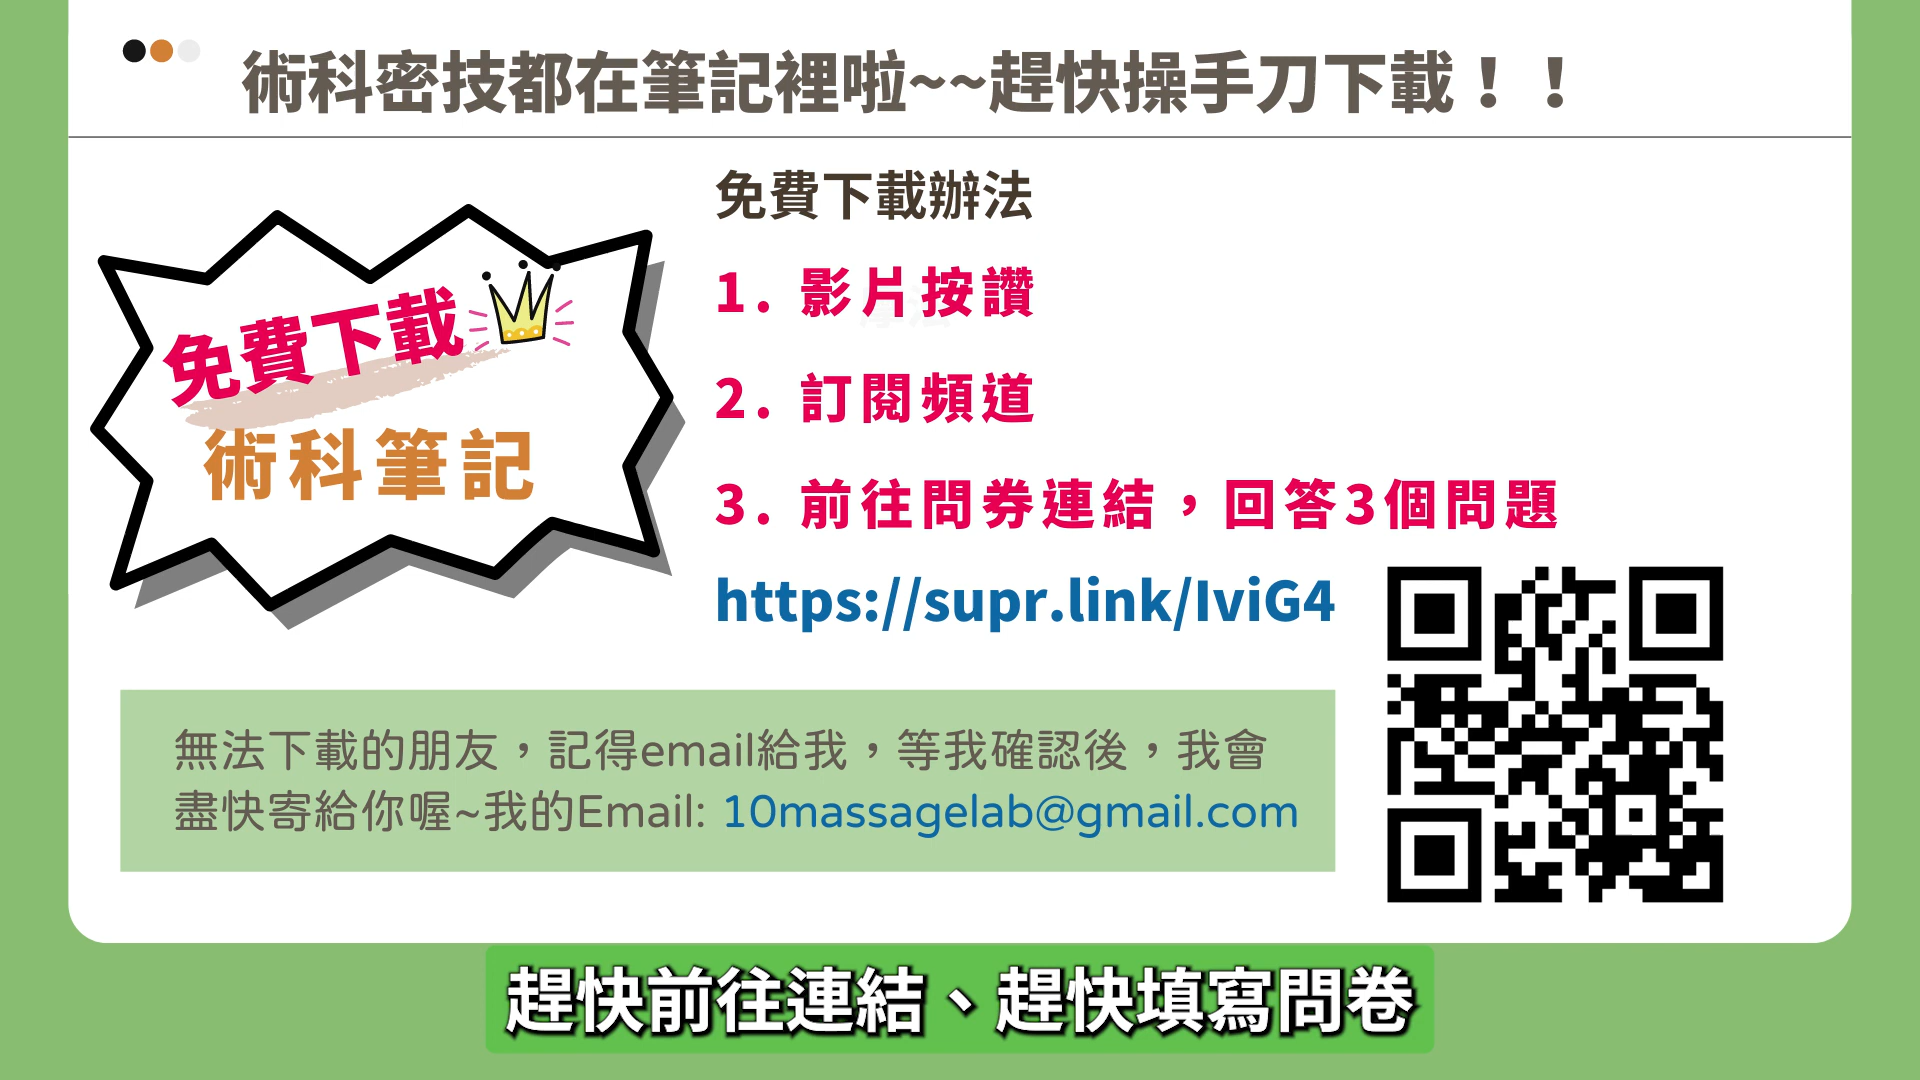 術科密技都在筆記裡啦~~趕快操手刀下載！！
免費下載
術科筆記
免費下載辦法
1. 影片按讚
2. 訂閱頻道
3. 前往問券連結，回答3個問題
https://supr.link/IviG4
無法下載的朋友，記得email給我，等我確認後，我會
盡快寄給你喔~我的Email: 10massagelab@gmail.com
趕快前往連結、趕快填寫問卷